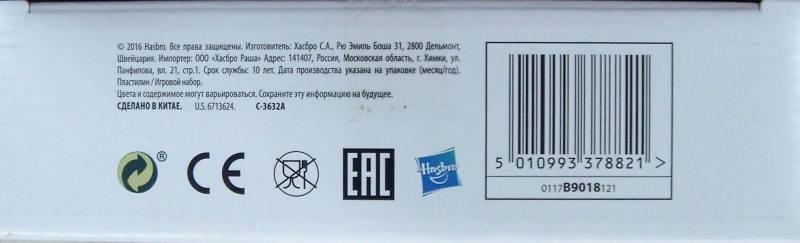 © 2016 Hasbro. Все права защищены. Изготовитель: Хасбро С.А., Рю Эмиль Боша 31, 2800 Дельмонт,
Швейцария. Импортер: ООО «Хасбро Раша» Адрес: 141407, Россия, Московская область, г. Химки, ул.
Панфилова, вл. 21, стр.1. Срок службы: 10 лет. Дата производства указана на упаковке (месяц/год).
Пластилин / Игровой набор.
Цвета и содержимое могут варьироваться. Сохраните эту информацию на будущее.
СДЕЛАНО В КИТАЕ. U.S. 6713624. C-3632A
® CE EAC Hasbro
5 010993 378821 >
0117B9018121